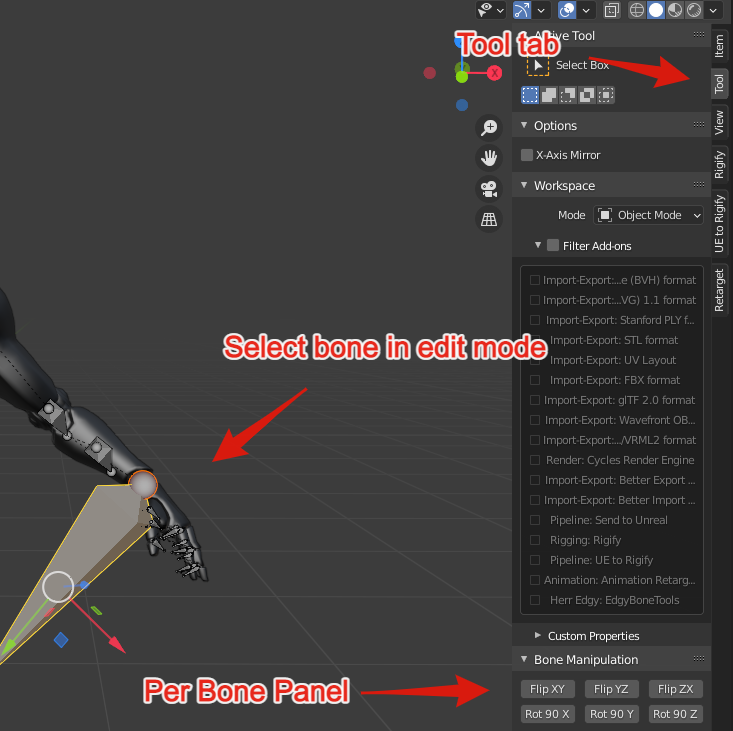 Active Tool
Tool tab
Item
X
Select Box
Tool
View
Options
X-Axis Mirror
Rigify
Workspace
Mode
Object Mode
UE to Rigify
Filter Add-ons
Retarget
Import-Export:...e (BVH) format
Import-Export:...VG) 1.1 format
Import-Export: Stanford PLY f...
Import-Export: STL format
Select bone in edit mode
Import-Export: UV Layout
Import-Export: FBX format
Import-Export: glTF 2.0 format
Import-Export: Wavefront OB...
Import-Export:.../VRML2 format
Render: Cycles Render Engine
Import-Export: Better Export ...
Import-Export: Better Import ...
Pipeline: Send to Unreal
Rigging: Rigify
Pipeline: UE to Rigify
Animation: Animation Retarg...
Herr Edgy: EdgyBoneTools
Custom Properties
Bone Manipulation
Per Bone Panel
Flip XY
Flip YZ
Flip ZX
Rot 90 X
Rot 90 Y
Rot 90 Z